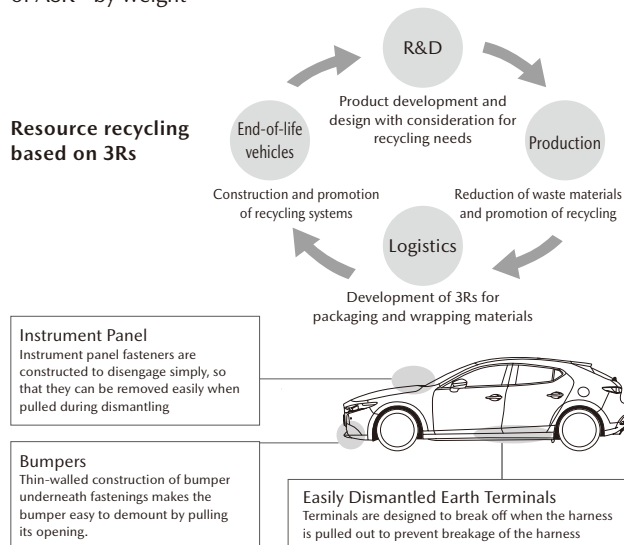 R&D
Product development and
design with consideration for
recycling needs
Resource recycling
based on 3Rs
End-of-life
vehicles
Production
Construction and promotion
of recycling systems
Reduction of waste materials
and promotion of recycling
Logistics
Development of 3Rs for
packaging and wrapping materials
Instrument Panel
Instrument panel fasteners are
constructed to disengage simply, so
that they can be removed easily when
pulled during dismantling
Bumpers
Thin-walled construction of bumper
underneath fastenings makes the
bumper easy to demount by pulling
its opening.
Easily Dismantled Earth Terminals
Terminals are designed to break off when the harness
is pulled out to prevent breakage of the harness